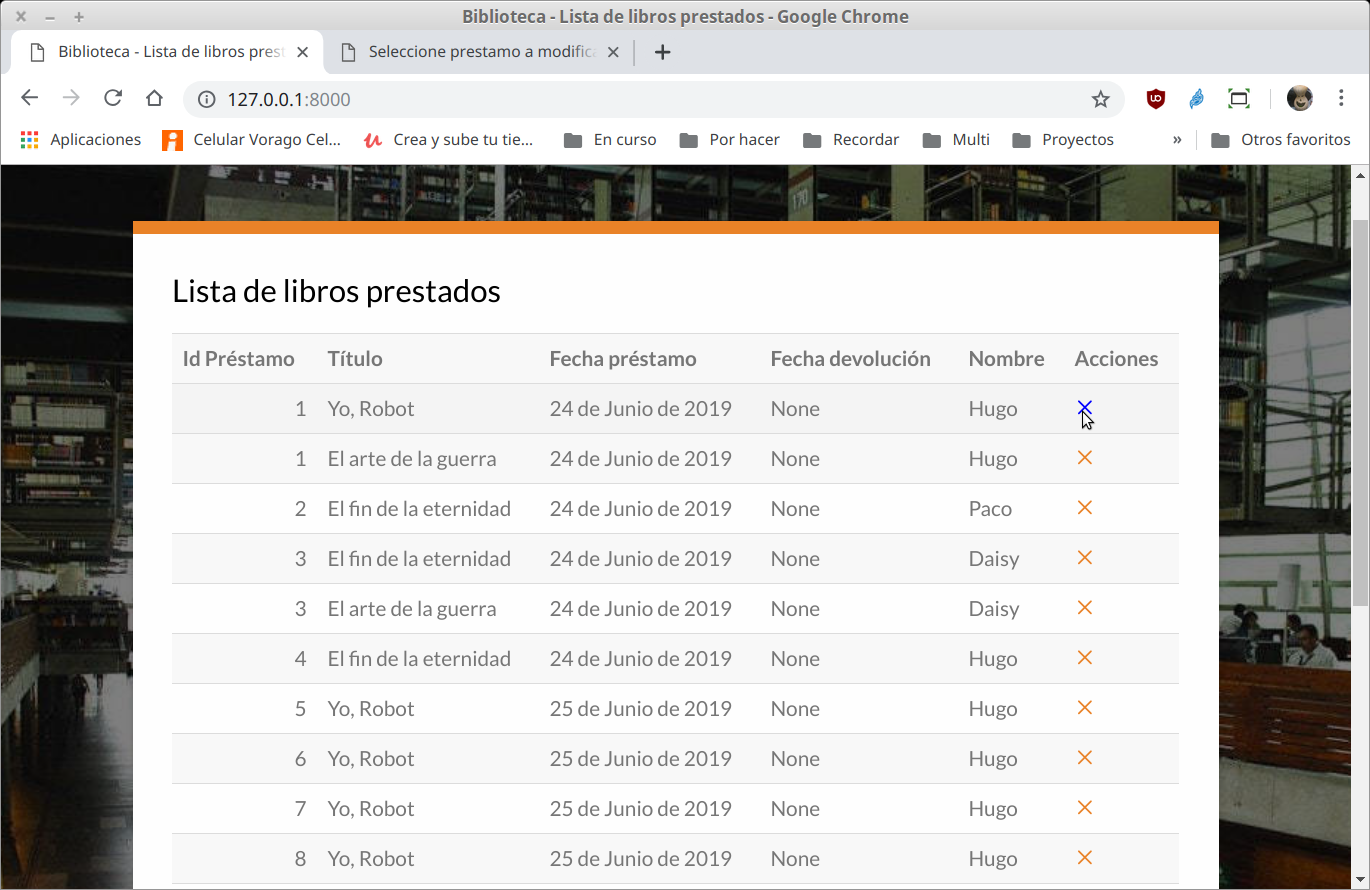 Biblioteca - Lista de libros prestados - Google Chrome
Biblioteca - Lista de libros prest Seleccione prestamo a modific
127.0.0.1:8000
Aplicaciones Celular Vorago Cel... Crea y sube tu tie... En curso Por hacer Recordar Multi Proyectos » Otros favoritos
170
Lista de libros prestados
Id Préstamo Título Fecha préstamo Fecha devolución Nombre Acciones
1 Yo, Robot 24 de Junio de 2019 None Hugo
1 El arte de la guerra 24 de Junio de 2019 None Hugo
2 El fin de la eternidad 24 de Junio de 2019 None Paco
3 El fin de la eternidad 24 de Junio de 2019 None Daisy
3 El arte de la guerra 24 de Junio de 2019 None Daisy
4 El fin de la eternidad 24 de Junio de 2019 None Hugo
5 Yo, Robot 25 de Junio de 2019 None Hugo
6 Yo, Robot 25 de Junio de 2019 None Hugo
7 Yo, Robot 25 de Junio de 2019 None Hugo
8 Yo, Robot 25 de Junio de 2019 None Hugo